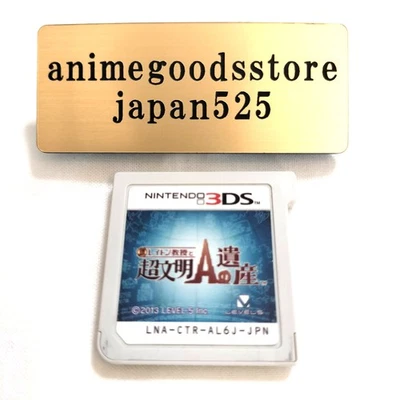 animegoodsstore
japan525
NINTENDO 3DS™
レイトン教授と
超文明Aの遺産
©2013 LEVEL-5 Inc.
LNA-CTR-AL6J-JPN